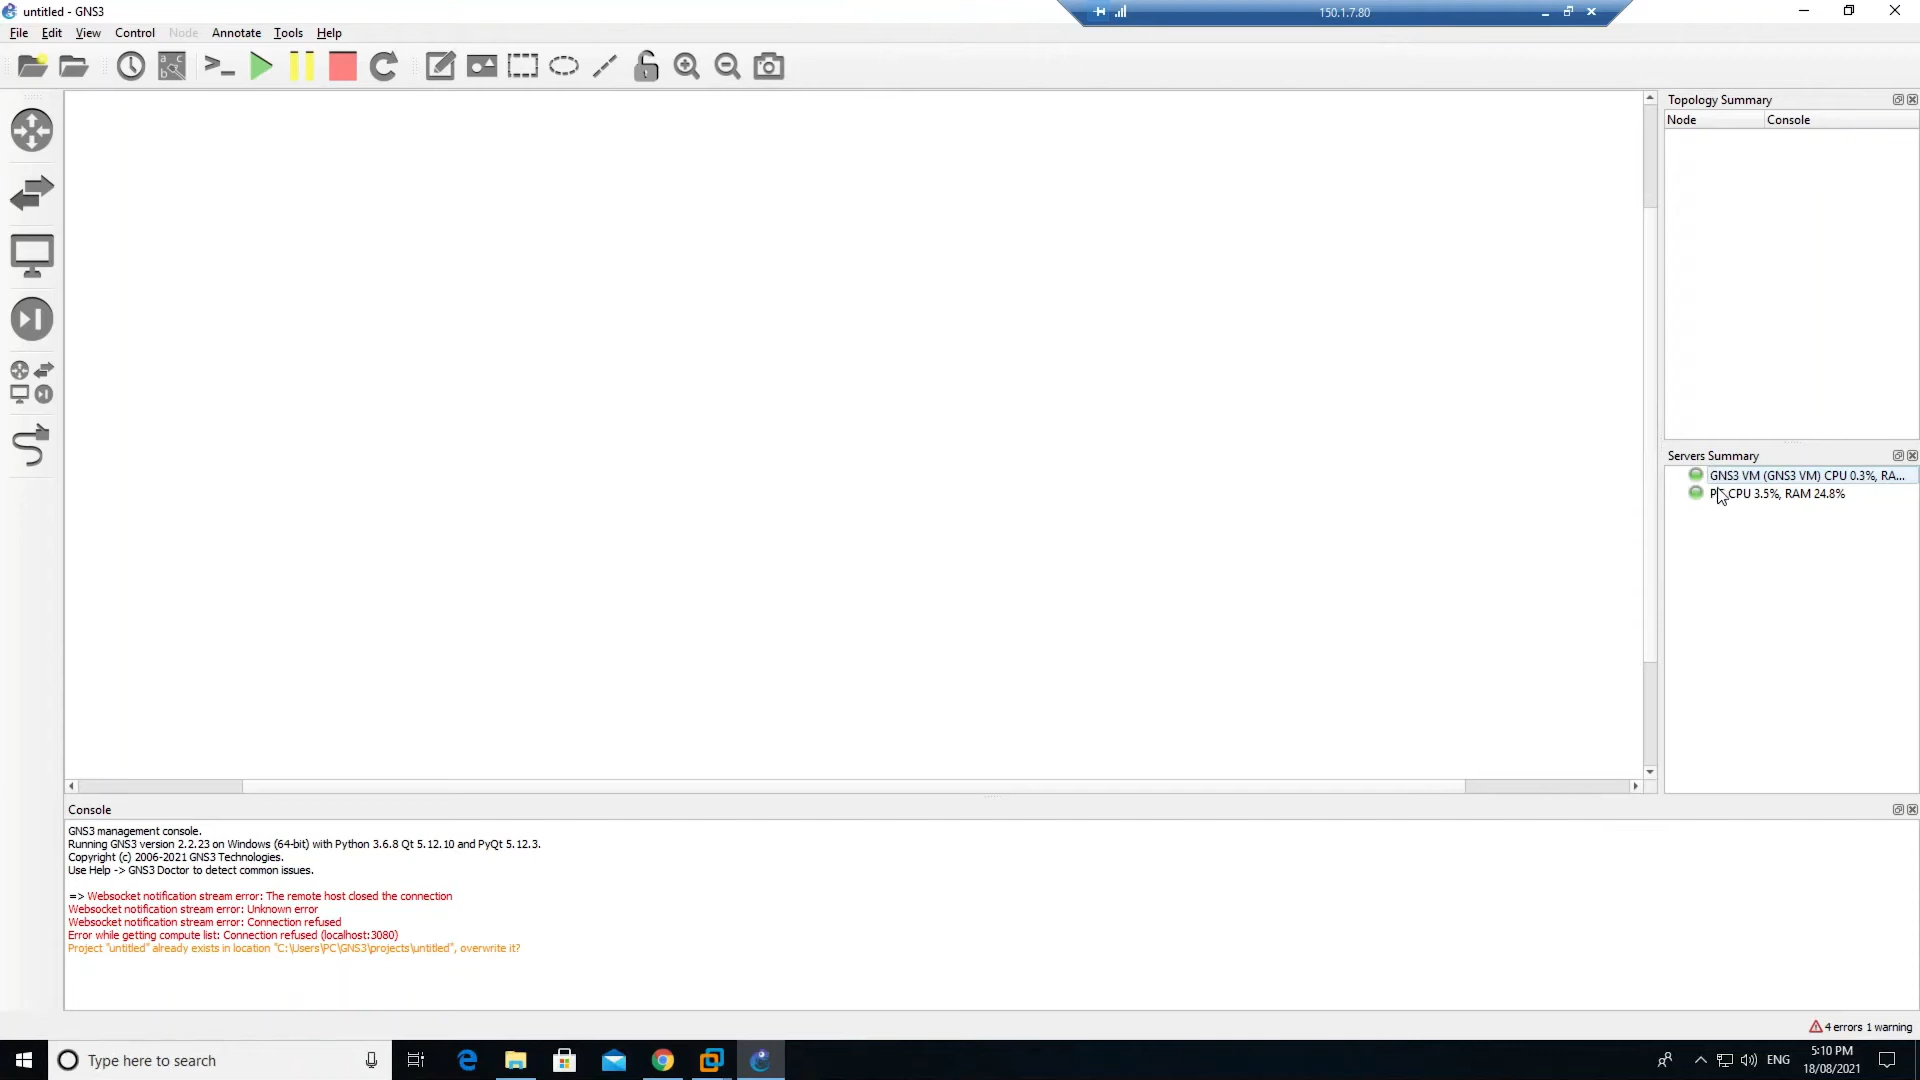 untitled - GNS3
150.1.7.80
File Edit View Control Node Annotate Tools Help
Topology Summary
Node Console
Servers Summary
GNS3 VM (GNS3 VM) CPU 0.3%, RA...
CPU 3.5%, RAM 24.8%
Console
GNS3 management console.
Running GNS3 version 2.2.23 on Windows (64-bit) with Python 3.6.8 Qt 5.12.10 and PyQt 5.12.3.
Copyright (c) 2006-2021 GNS3 Technologies.
Use Help -> GNS3 Doctor to detect common issues.
=> Websocket notification stream error: The remote host closed the connection
Websocket notification stream error: Unknown error
Websocket notification stream error: Connection refused
Error while getting compute list: Connection refused (localhost:3080)
Project "untitled" already exists in location "C:\Users\PC\GNS3\projects\untitled", overwrite it?
4 errors 1 warning
Type here to search
ENG
5:10 PM
18/08/2021